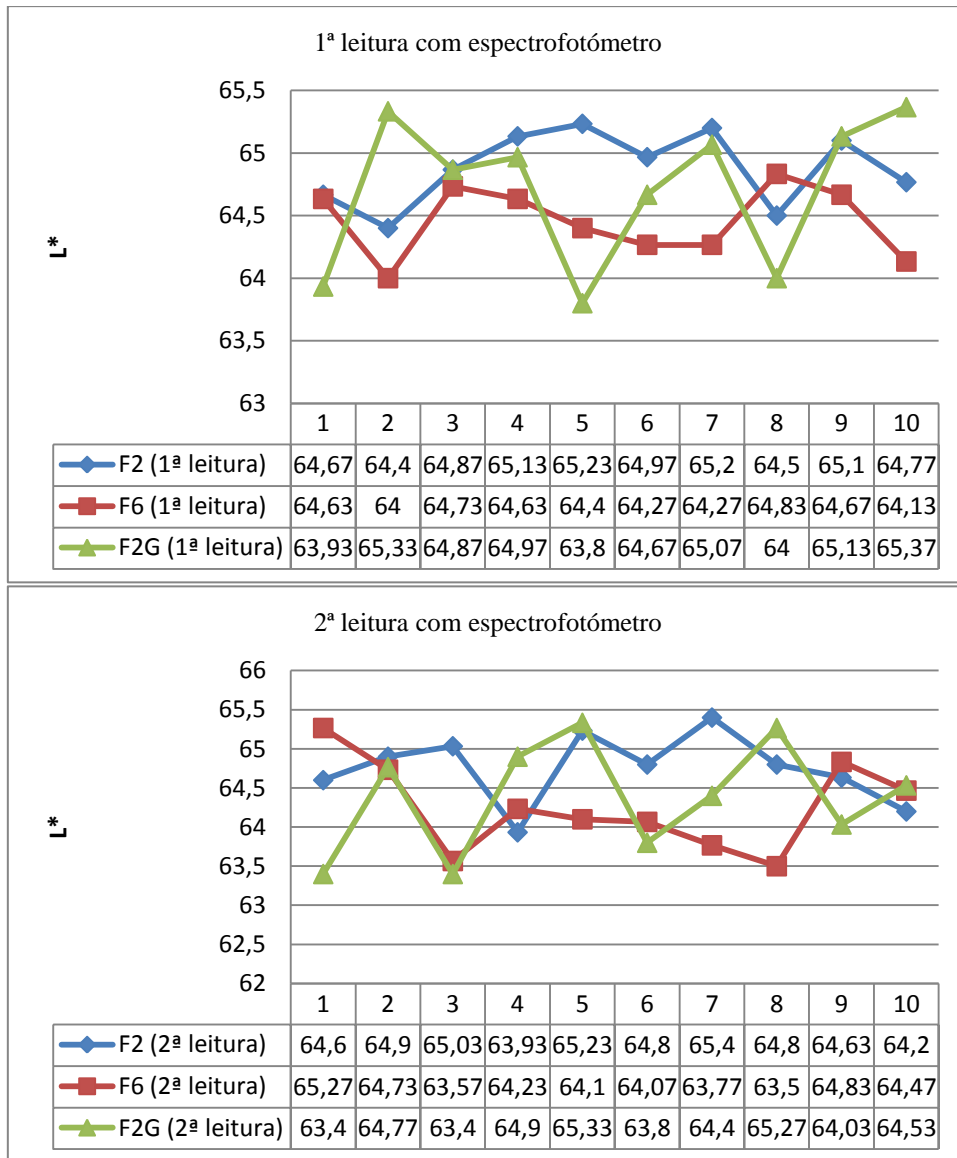 1ª leitura com espectrofotómetro
65,5
65
64,5
64
63,5
63
L*
1 2 3 4 5 6 7 8 9 10
F2 (1ª leitura) 64,67 64,4 64,87 65,13 65,23 64,97 65,2 64,5 65,1 64,77
F6 (1ª leitura) 64,63 64 64,73 64,63 64,4 64,27 64,27 64,83 64,67 64,13
F2G (1ª leitura) 63,93 65,33 64,87 64,97 63,8 64,67 65,07 64 65,13 65,37
2ª leitura com espectrofotómetro
66
65,5
65
64,5
64
63,5
63
62,5
62
L*
1 2 3 4 5 6 7 8 9 10
F2 (2ª leitura) 64,6 64,9 65,03 63,93 65,23 64,8 65,4 64,8 64,63 64,2
F6 (2ª leitura) 65,27 64,73 63,57 64,23 64,1 64,07 63,77 63,5 64,83 64,47
F2G (2ª leitura) 63,4 64,77 63,4 64,9 65,33 63,8 64,4 65,27 64,03 64,53